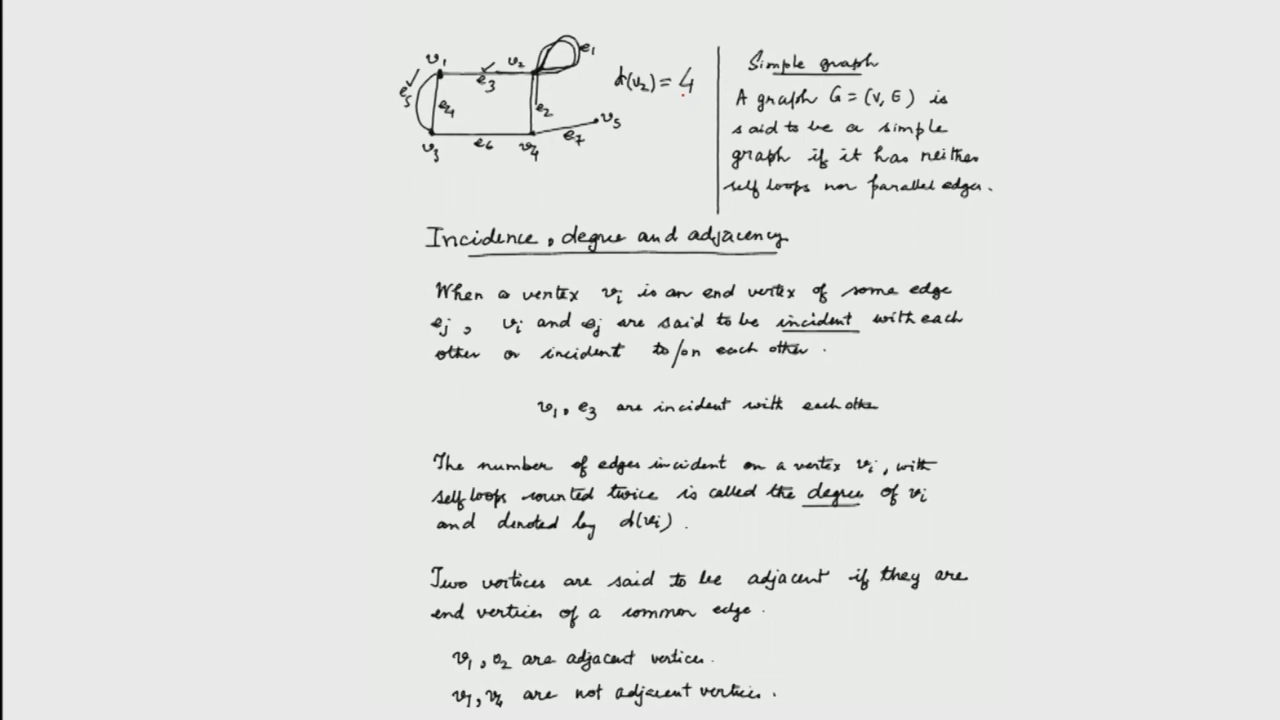 v1 v2 e1
e5 e4 e3 e2
v3 e6 v4 e7 v5
d(v2) = 4
Simple graph
A graph G = (V, E) is
said to be a simple
graph if it has neither
self loops nor parallel edges.
Incidence, degree and adjacency
When a vertex vi is an end vertex of some edge
ej, vi and ej are said to be incident with each
other or incident to/on each other.
v1, e3 are incident with each other
The number of edges incident on a vertex vi, with
self loops counted twice is called the degree of vi
and denoted by d(vi).
Two vertices are said to be adjacent if they are
end vertices of a common edge.
v1, v2 are adjacent vertices.
v1, v4 are not adjacent vertices.